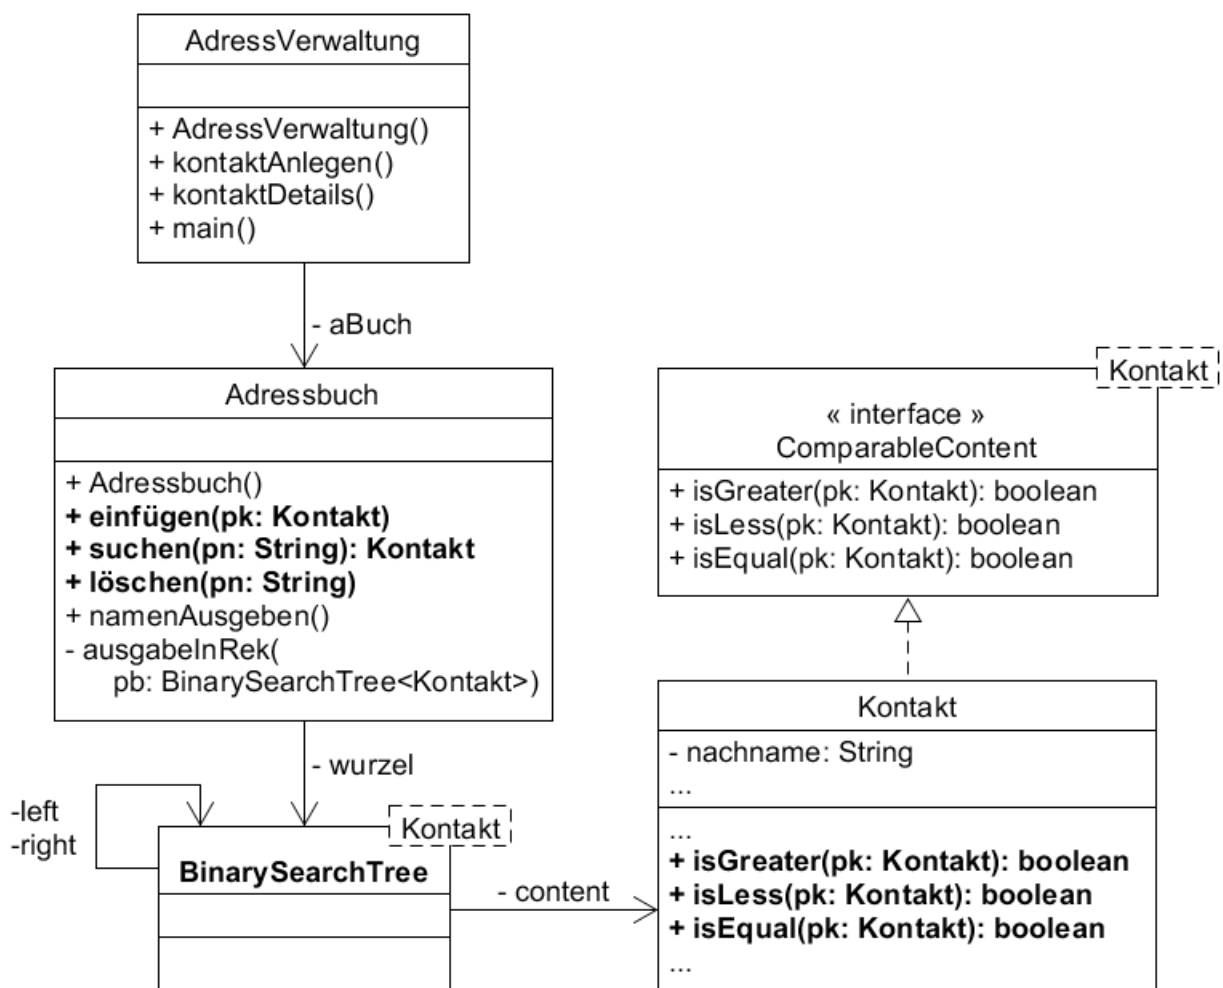 AdressVerwaltung
+ AdressVerwaltung()
+ kontaktAnlegen()
+ kontaktDetails()
+ main()
- aBuch
Adressbuch
+ Adressbuch()
+ einfügen(pk: Kontakt)
+ suchen(pn: String): Kontakt
+ löschen(pn: String)
+ namenAusgeben()
- ausgabeInRek(
pb: BinarySearchTree<Kontakt>)
Kontakt
« interface »
ComparableContent
+ isGreater(pk: Kontakt): boolean
+ isLess(pk: Kontakt): boolean
+ isEqual(pk: Kontakt): boolean
- wurzel
-left
-right
Kontakt
BinarySearchTree
- content
Kontakt
- nachname: String
...
...
+ isGreater(pk: Kontakt): boolean
+ isLess(pk: Kontakt): boolean
+ isEqual(pk: Kontakt): boolean
...